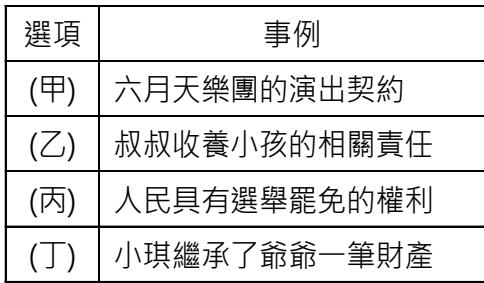 選項 事例
(甲) 六月天樂團的演出契約
(乙) 叔叔收養小孩的相關責任
(丙) 人民具有選舉罷免的權利
(丁) 小琪繼承了爺爺一筆財產